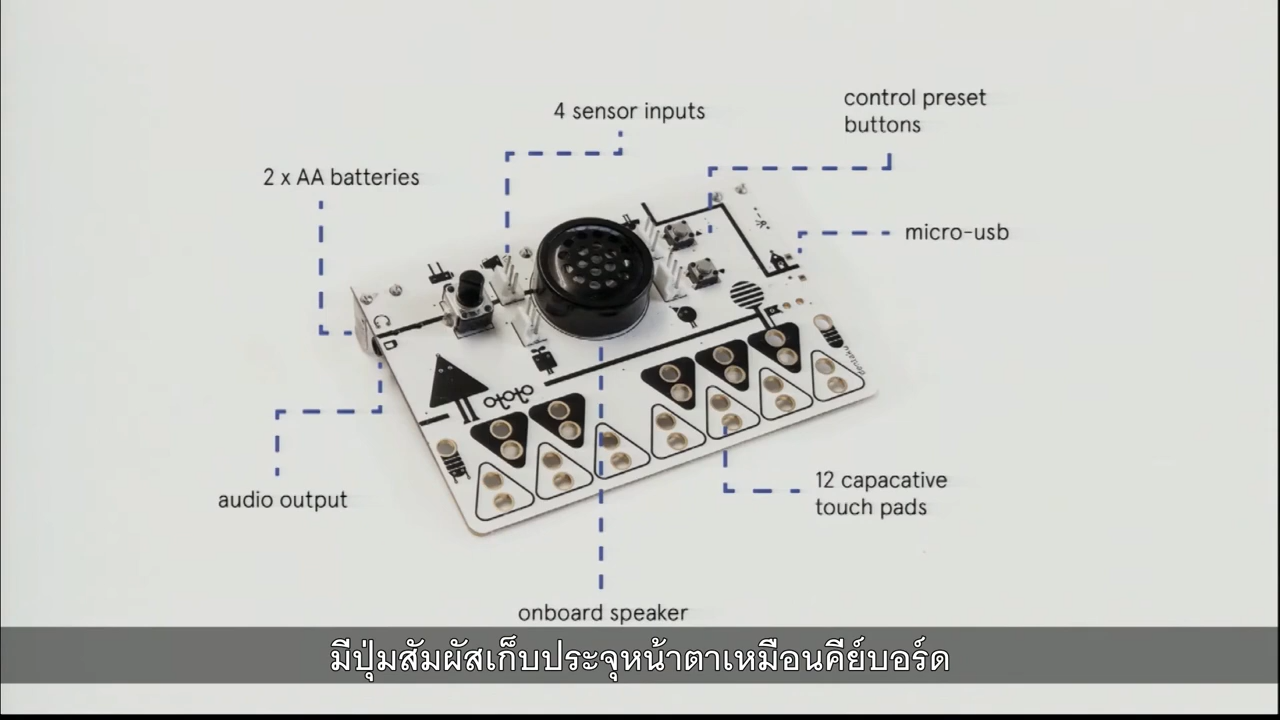 4 sensor inputs
control preset
buttons
2 x AA batteries
micro-usb
ototo
dentaku
12 capacative
touch pads
audio output
onboard speaker
มีปุ่มสัมผัสเก็บประจุหน้าตาเหมือนคีย์บอร์ด